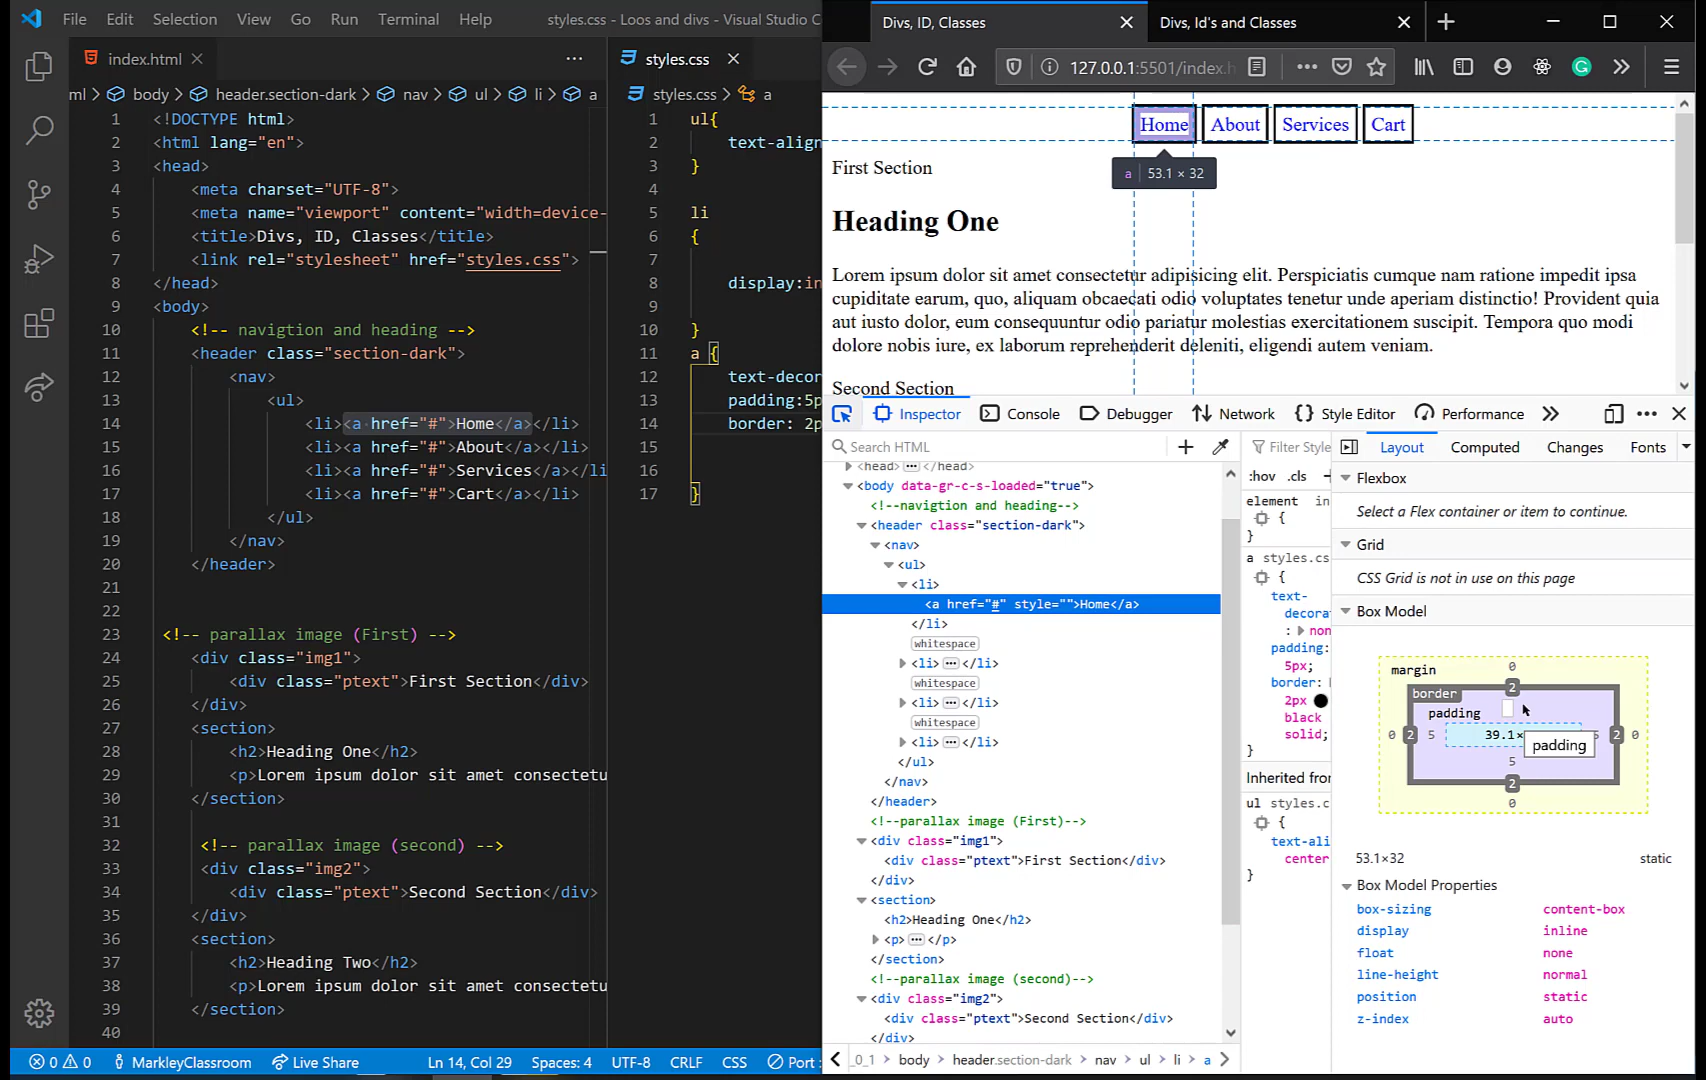 File Edit Selection View Go Run Terminal Help styles.css - Loos and divs - Visual Studio C
index.html
ml > body > header.section-dark > nav > ul > li > a
1 <!DOCTYPE html>
2 <html lang="en">
3 <head>
4 <meta charset="UTF-8">
5 <meta name="viewport" content="width=device-
6 <title>Divs, ID, Classes</title>
7 <link rel="stylesheet" href="styles.css">
8 </head>
9 <body>
10 <!-- navigtion and heading -->
11 <header class="section-dark">
12 <nav>
13 <ul>
14 <li><a href="#">Home</a></li>
15 <li><a href="#">About</a></li>
16 <li><a href="#">Services</a></li
17 <li><a href="#">Cart</a></li>
18 </ul>
19 </nav>
20 </header>
21
22
23 <!-- parallax image (First) -->
24 <div class="img1">
25 <div class="ptext">First Section</div>
26 </div>
27 <section>
28 <h2>Heading One</h2>
29 <p>Lorem ipsum dolor sit amet consectetu
30 </section>
31
32 <!-- parallax image (second) -->
33 <div class="img2">
34 <div class="ptext">Second Section</div>
35 </div>
36 <section>
37 <h2>Heading Two</h2>
38 <p>Lorem ipsum dolor sit amet consectetu
39 </section>
40
styles.css
styles.css > a
1 ul{
2 text-align
3 }
4
5 li
6 {
7
8 display:in
9
10 }
11 a {
12 text-decor
13 padding:5p
14 border: 2p
15
16
17 }
0 0 MarkleyClassroom Live Share Ln 14, Col 29 Spaces: 4 UTF-8 CRLF CSS Port :
Divs, ID, Classes Divs, Id's and Classes
127.0.0.1:5501/index.h
Home About Services Cart
a 53.1 × 32
First Section
Heading One
Lorem ipsum dolor sit amet consectetur adipisicing elit. Perspiciatis cumque nam ratione impedit ipsa
cupiditate earum, quo, aliquam obcaecati odio voluptates tenetur unde aperiam distinctio! Provident quia
aut iusto dolor, eum consequuntur odio pariatur molestias exercitationem suscipit. Tempora quo modi
dolore nobis iure, ex laborum reprehenderit deleniti, eligendi autem veniam.
Second Section
Inspector Console Debugger Network Style Editor Performance
Search HTML
<head> </head>
<body data-gr-c-s-loaded="true">
<!--navigtion and heading-->
<header class="section-dark">
<nav>
<ul>
<li>
<a href="#" style="">Home</a>
</li>
whitespace
<li> </li>
whitespace
<li> </li>
whitespace
<li> </li>
</ul>
</nav>
</header>
<!--parallax image (First)-->
<div class="img1">
<div class="ptext">First Section</div>
</div>
<section>
<h2>Heading One</h2>
<p> </p>
</section>
<!--parallax image (second)-->
<div class="img2">
<div class="ptext">Second Section</div>
</div>
_0_1 body header.section-dark nav ul li a
Filter Style
:hov .cls +
element in
{
}
a styles.cs
{
text-
decorat
: non
padding:
5px;
border:
2px
black
solid;
}
Inherited from
ul styles.c
{
text-ali
center
}
Layout Computed Changes Fonts
Flexbox
Select a Flex container or item to continue.
Grid
CSS Grid is not in use on this page
Box Model
margin 0
border 2
padding
0 2 5 39.1× 5 2 0
padding
5
2
0
53.1×32 static
Box Model Properties
box-sizing content-box
display inline
float none
line-height normal
position static
z-index auto